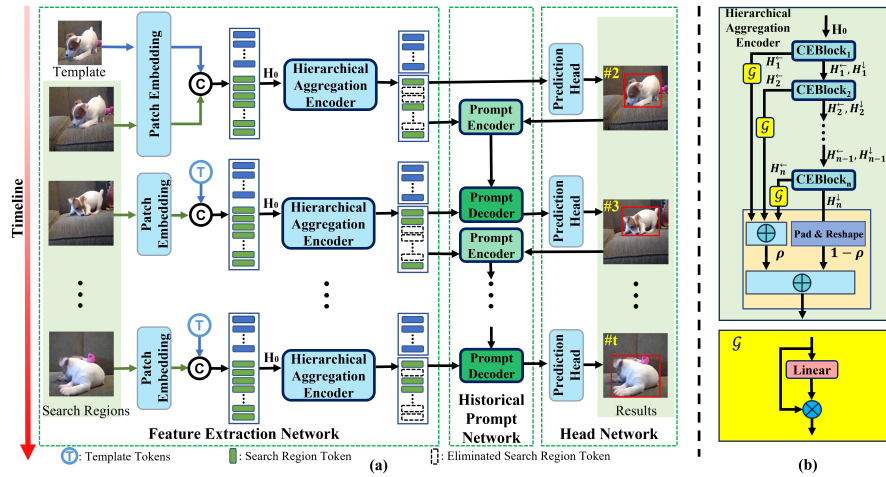 Timeline
Template
Search Regions
Patch Embedding
C
H₀
Hierarchical
Aggregation
Encoder
Prediction
Head
#2
Prompt
Encoder
Patch
Embedding
T
C
H₀
Hierarchical
Aggregation
Encoder
Prompt
Decoder
Prediction
Head
#3
Prompt
Encoder
Patch
Embedding
T
C
H₀
Hierarchical
Aggregation
Encoder
Prompt
Decoder
Prediction
Head
#t
Results
Feature Extraction Network
Historical
Prompt
Network
Head Network
T : Template Tokens
: Search Region Token
: Eliminated Search Region Token
(a)
Hierarchical
Aggregation
Encoder
H₀
CEBlock₁
𝒢
H₁←
H₁←, H₁↓
CEBlock₂
H₂←
H₂←, H₂↓
𝒢
Hₙ₋₁←, Hₙ₋₁↓
CEBlockₙ
Hₙ←
Hₙ↓
𝒢
Pad & Reshape
ρ
1 − ρ
𝒢
Linear
(b)